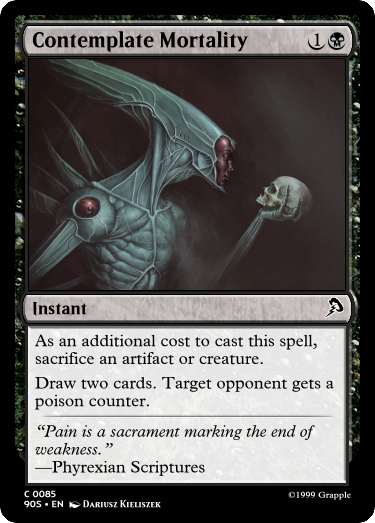 Contemplate Mortality 1
Instant
As an additional cost to cast this spell,
sacrifice an artifact or creature.
Draw two cards. Target opponent gets a
poison counter.
“Pain is a sacrament marking the end of
weakness.”
—Phyrexian Scriptures
C 0085
90S • EN Dariusz Kieliszek
©1999 Grapple